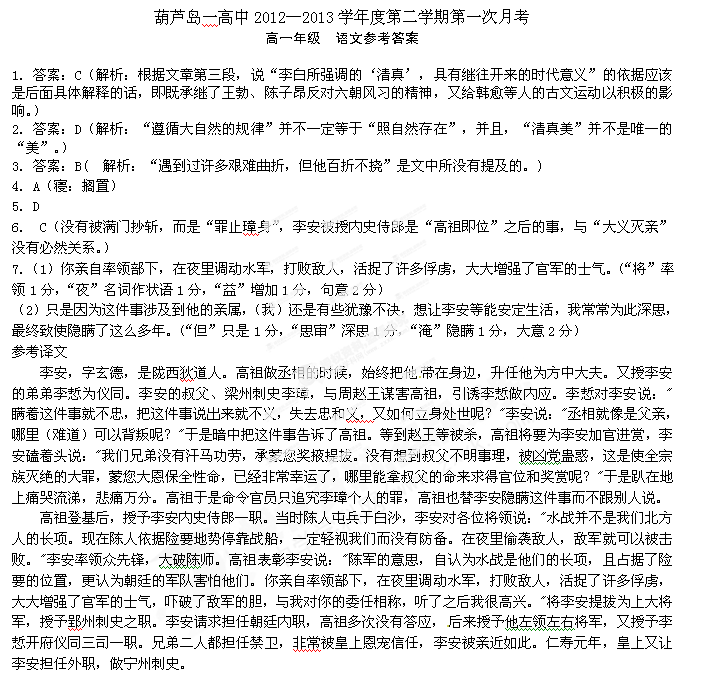 葫芦岛一高中 2012—2013 学年度第二学期第一次月考
高一年级  语文参考答案
1. 答案：C（解析：根据文章第三段，说“李白所强调的‘清真’，具有继往开来的时代意义”的依据应该
是后面具体解释的话，即既承继了王勃、陈子昂反对六朝风习的精神，又给韩愈等人的古文运动以积极的影
响。）
2. 答案：D（解析：“遵循大自然的规律”并不一定等于“照自然存在”，并且，“清真美”并不是唯一的
“美”。）
3. 答案：B(  解析：“遇到过许多艰难曲折，但他百折不挠”是文中所没有提及的。)
4. A（寝：搁置）
5. D
6.  C（没有被满门抄斩，而是“罪止璋身”，李安被授内史侍郎是“高祖即位”之后的事，与“大义灭亲”
没有必然关系。）
7.（1）你亲自率领部下，在夜里调动水军，打败敌人，活捉了许多俘虏，大大增强了官军的士气。（“将”率
领 1 分，“夜”名词作状语 1 分，“益”增加 1 分，句意 2 分）
（2）只是因为这件事涉及到他的亲属，（我）还是有些犹豫不决，想让李安等能安定生活，我常常为此深思，
最终致使隐瞒了这么多年。（“但”只是 1 分，“思审”深思 1 分，“淹”隐瞒 1 分，大意 2 分）
参考译文
李安，字玄德，是陇西狄道人。高祖做丞相的时候，始终把他带在身边，升任他为方中大夫。又授李安
的弟弟李悊为仪同。李安的叔父、梁州刺史李璋，与周赵王谋害高祖，引诱李悊做内应。李悊对李安说："
瞒着这件事就不忠，把这件事说出来就不义，失去忠和义，又如何立身处世呢？"李安说："丞相就像是父亲，
哪里（难道）可以背叛呢？"于是暗中把这件事告诉了高祖。等到赵王等被杀，高祖将要为李安加官进赏，李
安磕着头说："我们兄弟没有汗马功劳，承蒙您奖掖提拔。没有想到叔父不明事理，被凶党蛊惑，这是使全宗
族灭绝的大罪，蒙您大恩保全性命，已经非常幸运了，哪里能拿叔父的命来求得官位和奖赏呢？"于是趴在地
上痛哭流涕，悲痛万分。高祖于是命令官员只追究李璋个人的罪，高祖也替李安隐瞒这件事而不跟别人说。
高祖登基后，授予李安内史侍郎一职。当时陈人屯兵于白沙，李安对各位将领说："水战并不是我们北方
人的长项。现在陈人依据险要地势停靠战船，一定轻视我们而没有防备。在夜里偷袭敌人，敌军就可以被击
败。"李安率领众先锋，大破陈师。高祖表彰李安说："陈军的意思，自认为水战是他们的长项，且占据了险
要的位置，更认为朝廷的军队害怕他们。你亲自率领部下，在夜里调动水军，打败敌人，活捉了许多俘虏，
大大增强了官军的士气，吓破了敌军的胆，与我对你的委任相称，听了之后我很高兴。"将李安提拔为上大将
军，授予郢州刺史之职。李安请求担任朝廷内职，高祖多次没有答应， 后来授予他左领左右将军，又授予李
悊开府仪同三司一职。兄弟二人都担任禁卫，非常被皇上恩宠信任，李安被亲近如此。仁寿元年，皇上又让
李安担任外职，做宁州刺史。